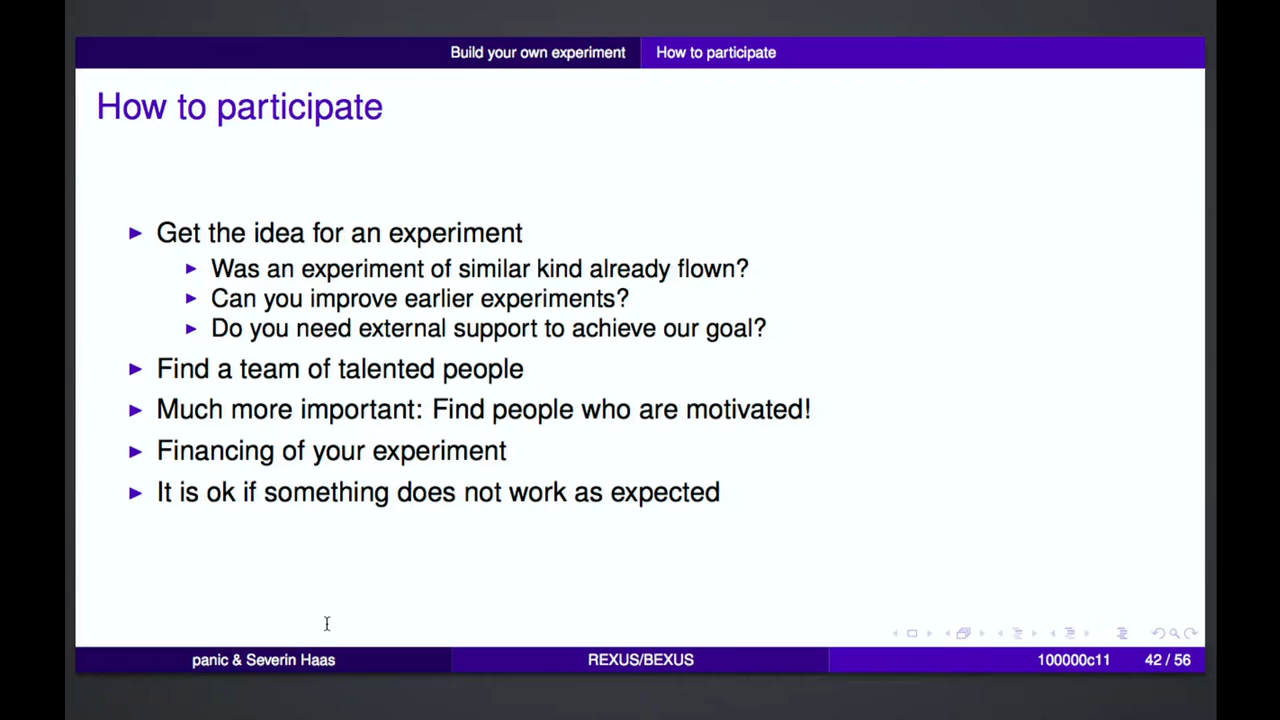 Build your own experiment How to participate
How to participate
Get the idea for an experiment
Was an experiment of similar kind already flown?
Can you improve earlier experiments?
Do you need external support to achieve our goal?
Find a team of talented people
Much more important: Find people who are motivated!
Financing of your experiment
It is ok if something does not work as expected
panic & Severin Haas REXUS/BEXUS 100000c11 42 / 56